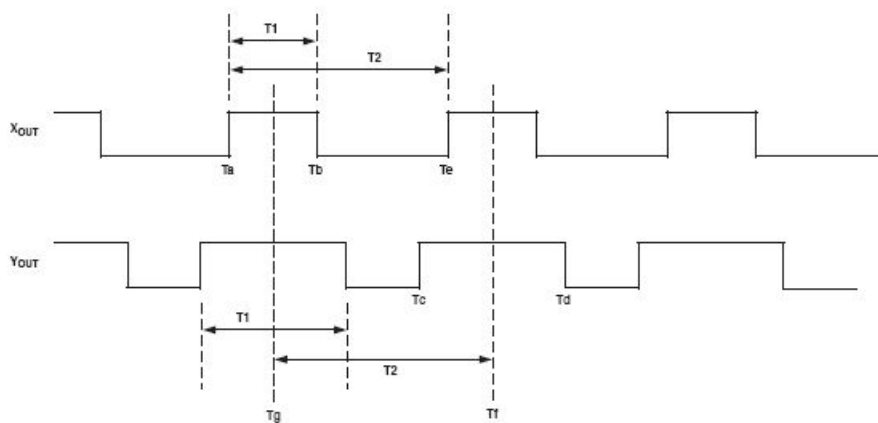 T1
T2
XOUT
Ta Tb Te
YOUT
Tc Td
T1
T2
Tg Tf